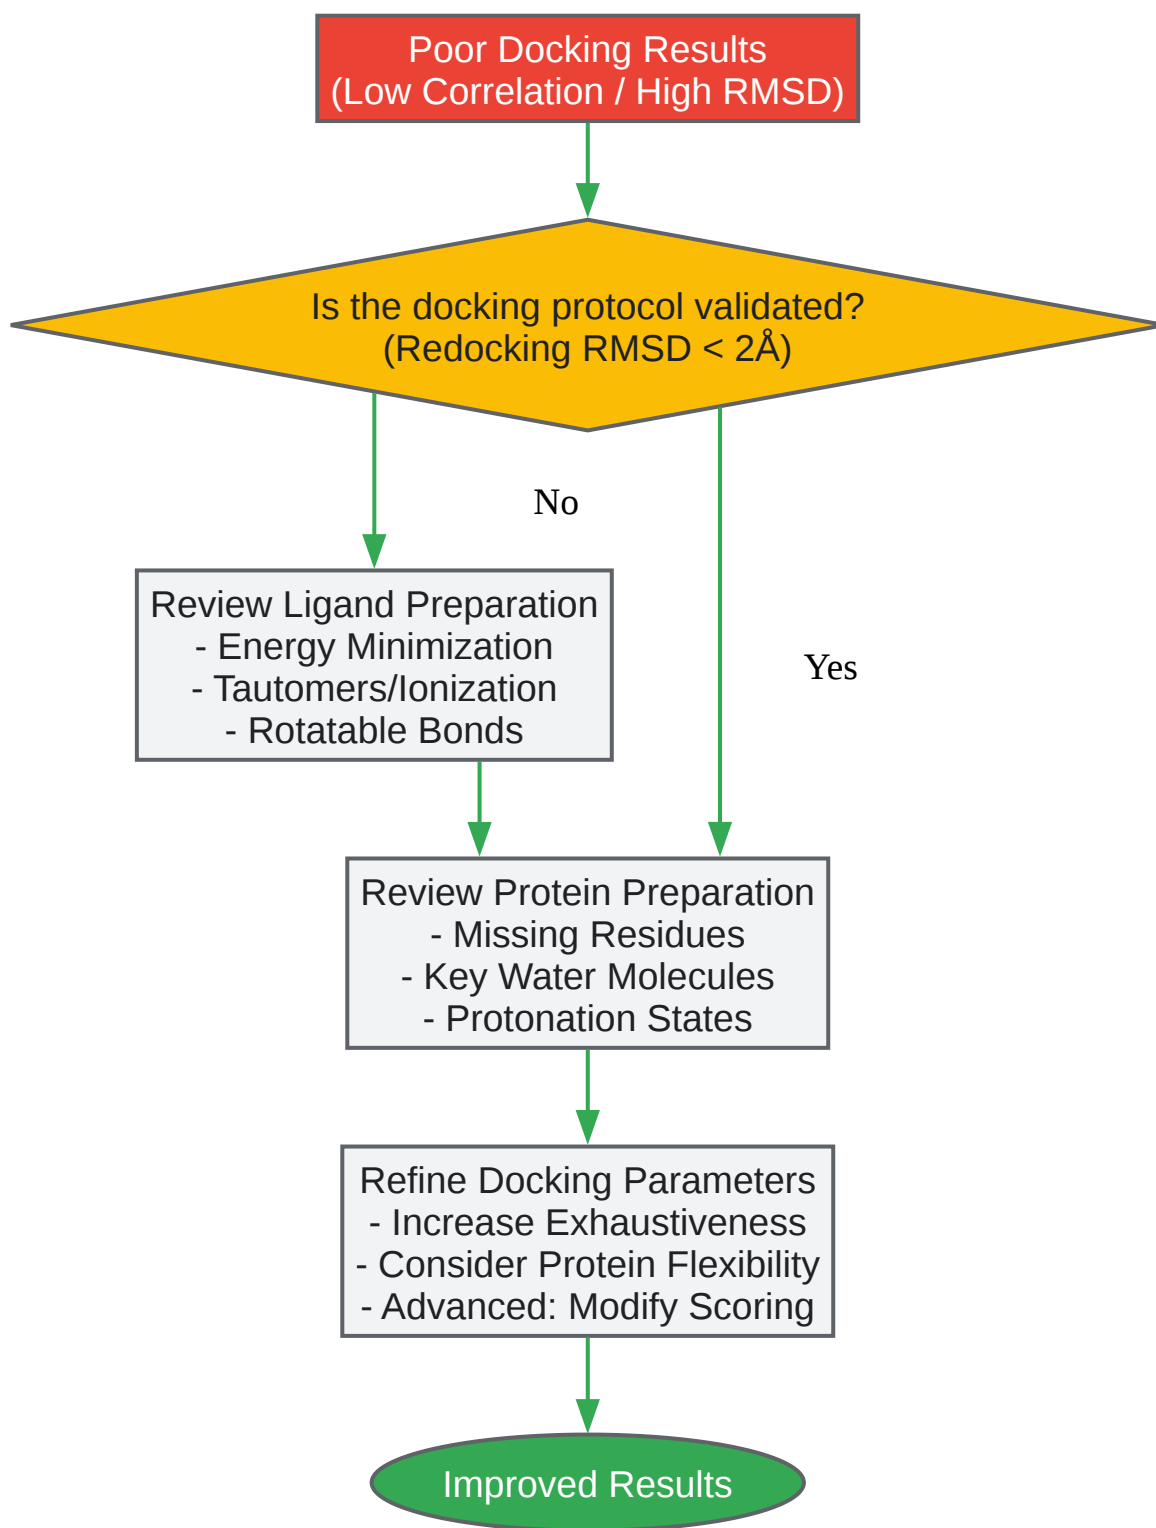 Poor Docking Results
(Low Correlation / High RMSD)
Is the docking protocol validated?
(Redocking RMSD < 2Å)
No
Review Ligand Preparation
- Energy Minimization
- Tautomers/Ionization
- Rotatable Bonds
Yes
Review Protein Preparation
- Missing Residues
- Key Water Molecules
- Protonation States
Refine Docking Parameters
- Increase Exhaustiveness
- Consider Protein Flexibility
- Advanced: Modify Scoring
Improved Results